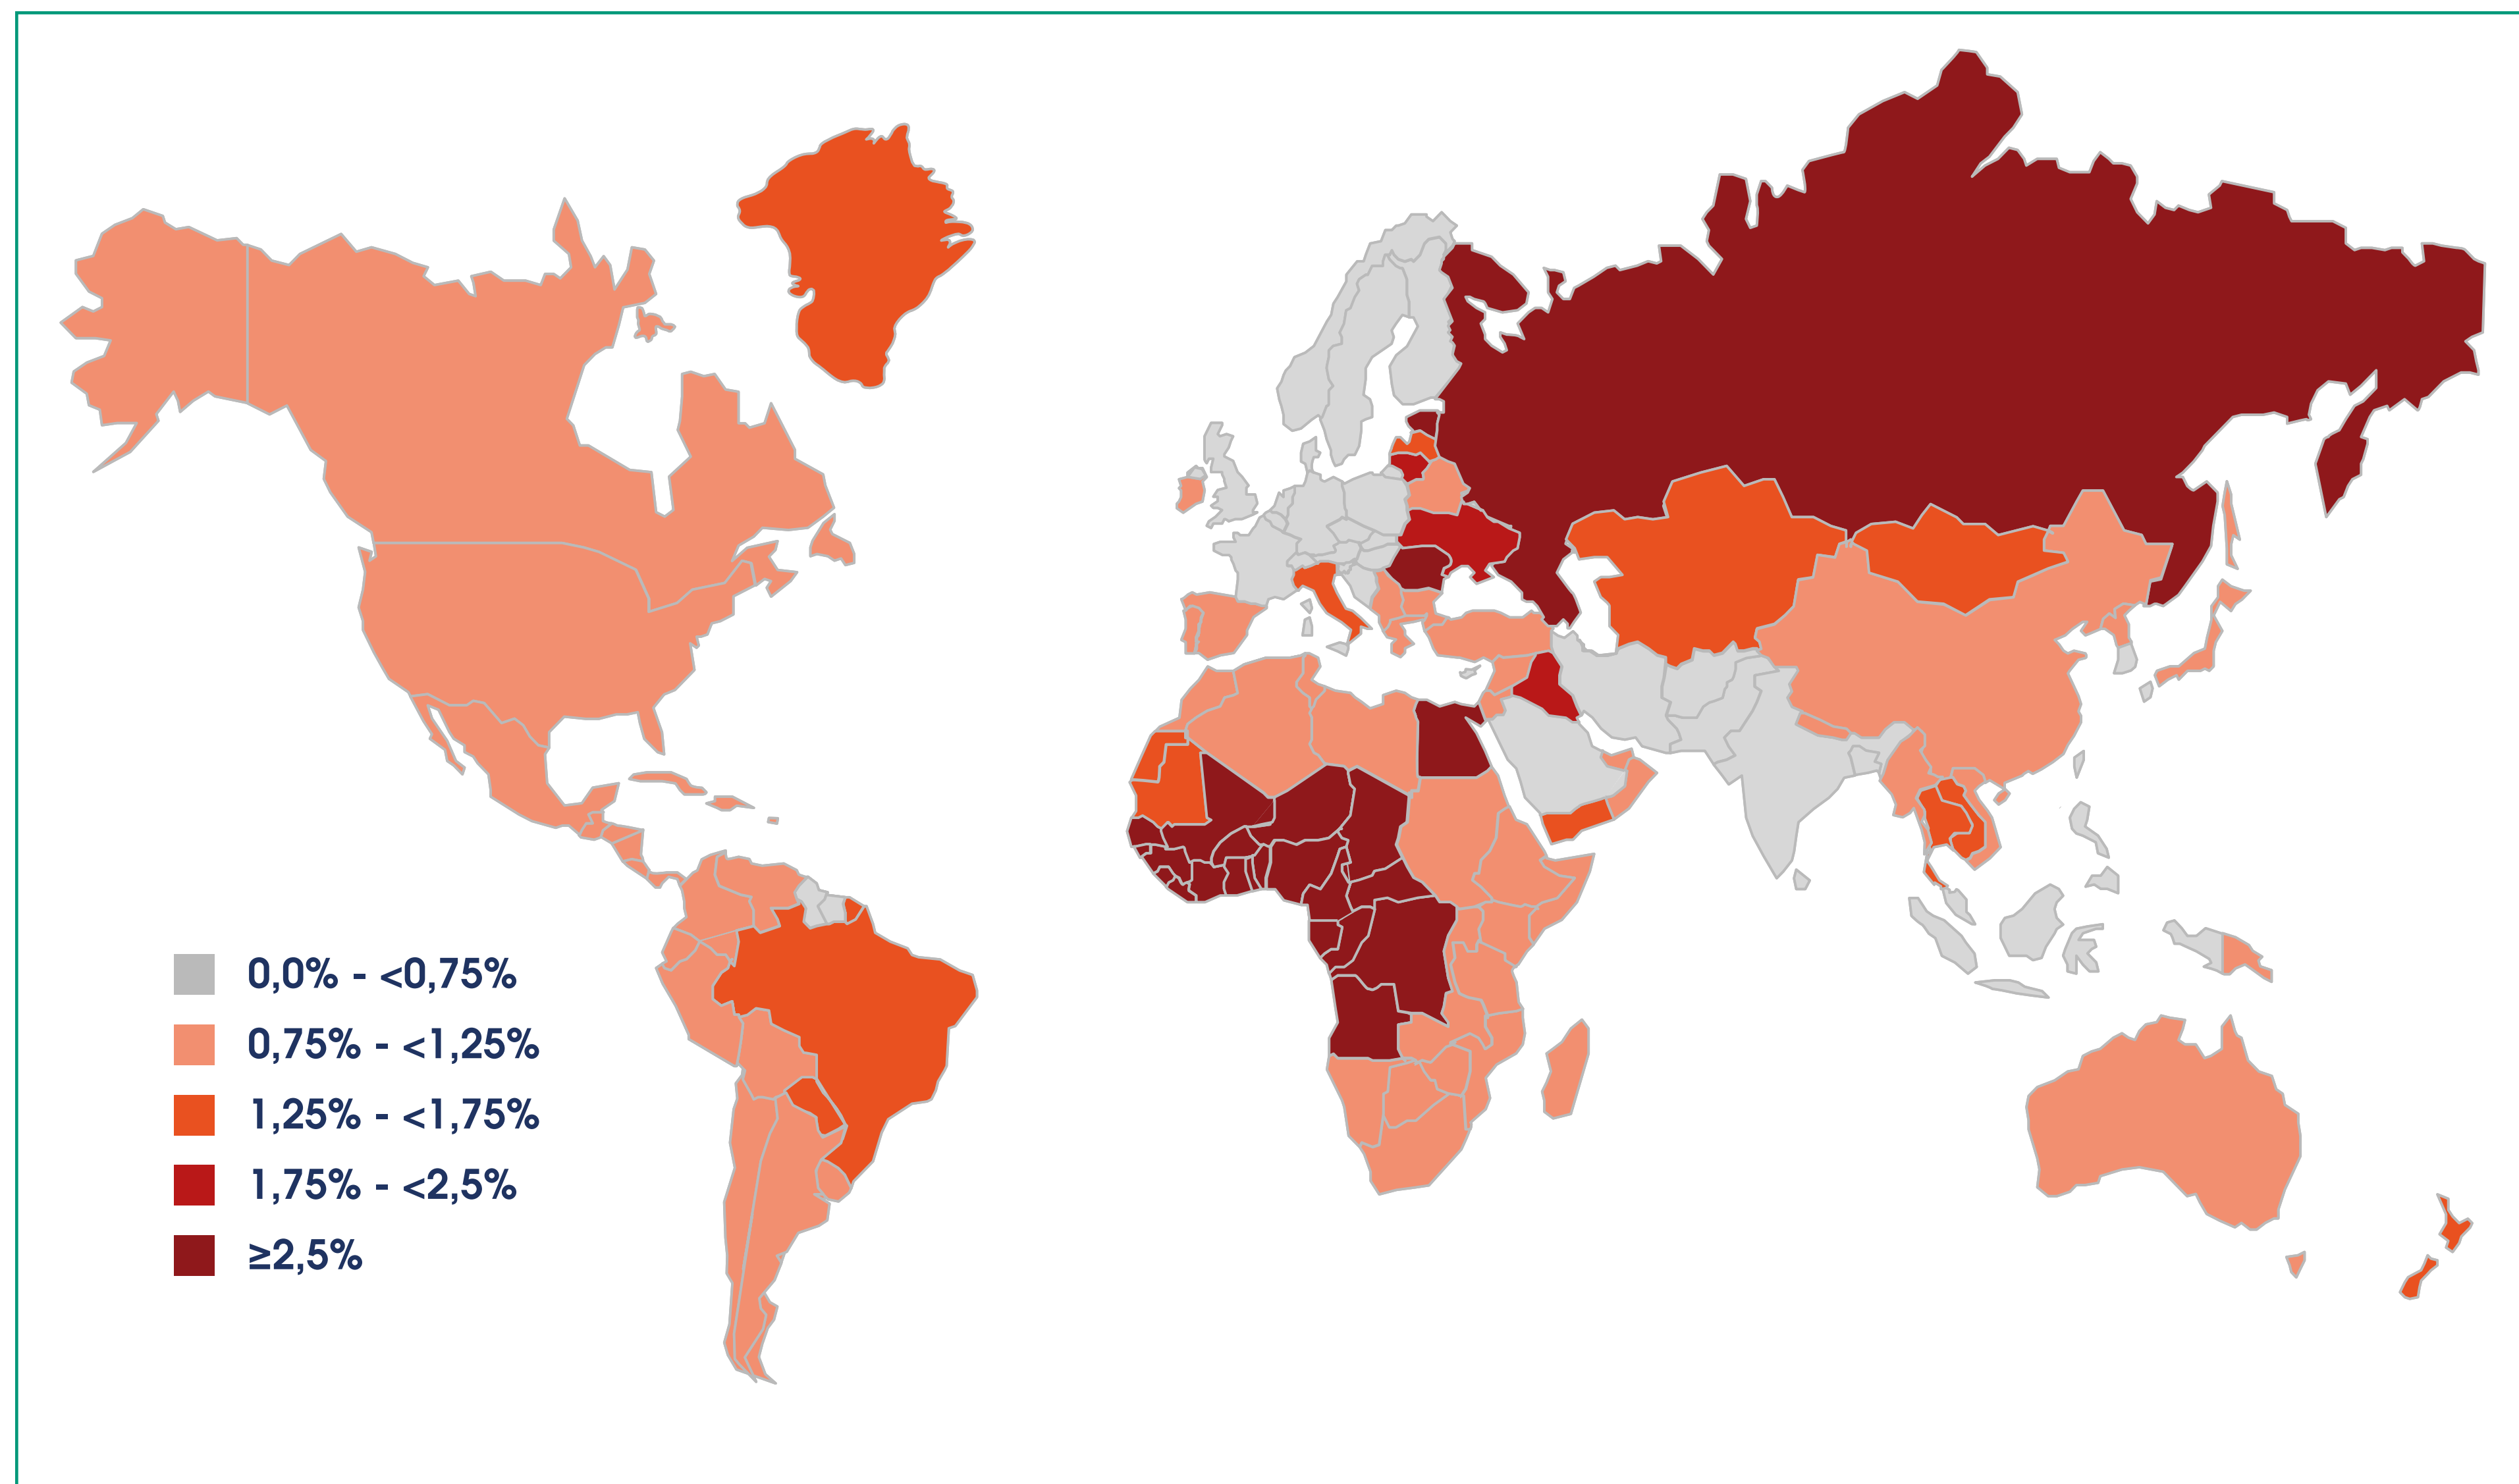 0,0% - <0,75%
0,75% - <1,25%
1,25% - <1,75%
1,75% - <2,5%
≥2,5%